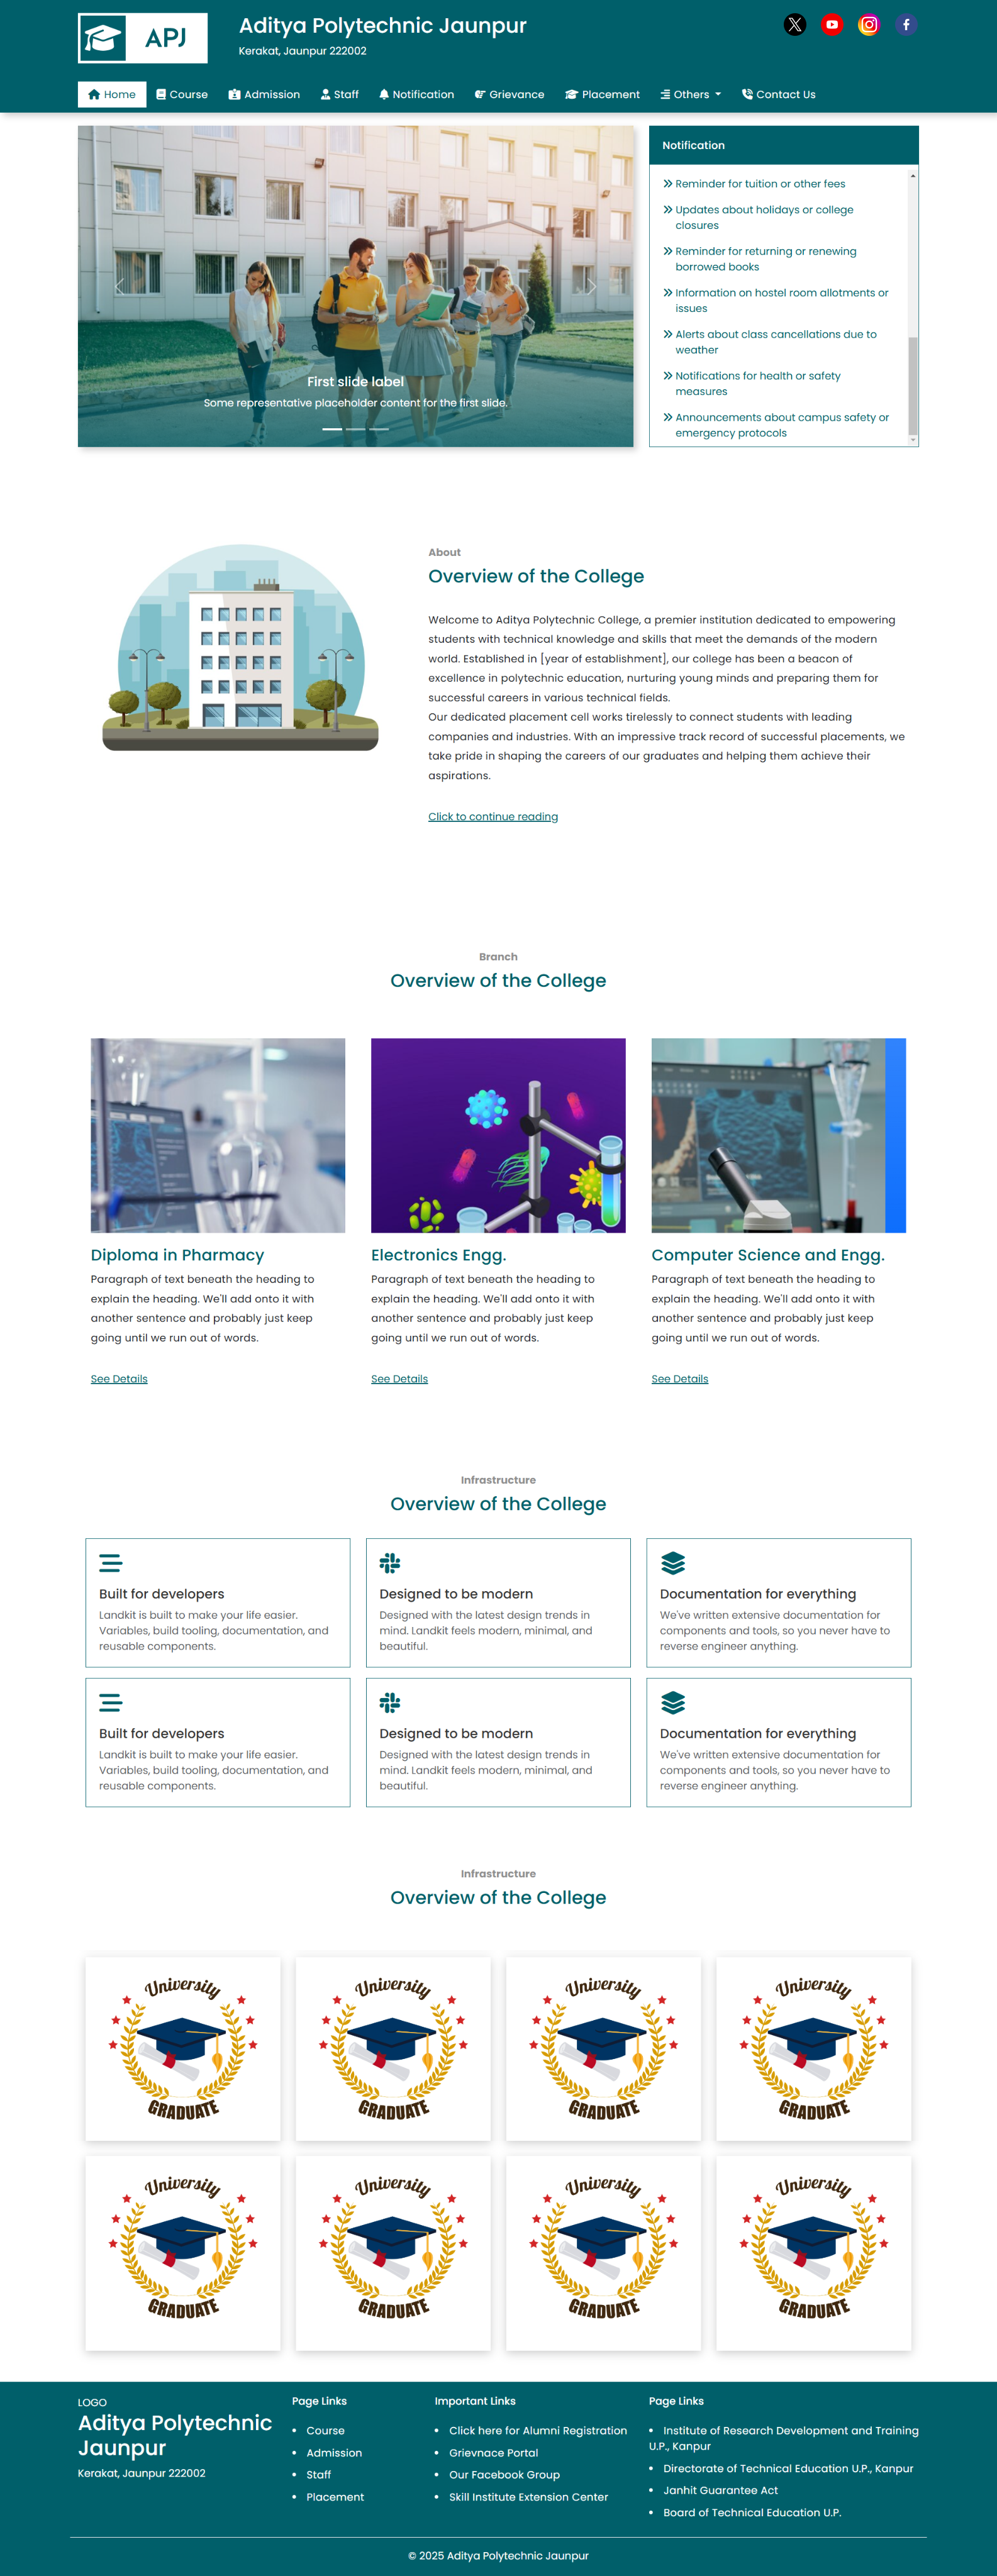 APJ
Aditya Polytechnic Jaunpur
Kerakat, Jaunpur 222002
Home
Course
Admission
Staff
Notification
Grievance
Placement
Others
Contact Us
First slide label
Some representative placeholder content for the first slide.
Notification
Reminder for tuition or other fees
Updates about holidays or college
closures
Reminder for returning or renewing
borrowed books
Information on hostel room allotments or
issues
Alerts about class cancellations due to
weather
Notifications for health or safety
measures
Announcements about campus safety or
emergency protocols
About
Overview of the College
Welcome to Aditya Polytechnic College, a premier institution dedicated to empowering
students with technical knowledge and skills that meet the demands of the modern
world. Established in [year of establishment], our college has been a beacon of
excellence in polytechnic education, nurturing young minds and preparing them for
successful careers in various technical fields.
Our dedicated placement cell works tirelessly to connect students with leading
companies and industries. With an impressive track record of successful placements, we
take pride in shaping the careers of our graduates and helping them achieve their
aspirations.
Click to continue reading
Branch
Overview of the College
Diploma in Pharmacy
Paragraph of text beneath the heading to
explain the heading. We'll add onto it with
another sentence and probably just keep
going until we run out of words.
See Details
Electronics Engg.
Paragraph of text beneath the heading to
explain the heading. We'll add onto it with
another sentence and probably just keep
going until we run out of words.
See Details
Computer Science and Engg.
Paragraph of text beneath the heading to
explain the heading. We'll add onto it with
another sentence and probably just keep
going until we run out of words.
See Details
Infrastructure
Overview of the College
Built for developers
Landkit is built to make your life easier.
Variables, build tooling, documentation, and
reusable components.
Designed to be modern
Designed with the latest design trends in
mind. Landkit feels modern, minimal, and
beautiful.
Documentation for everything
We've written extensive documentation for
components and tools, so you never have to
reverse engineer anything.
Built for developers
Landkit is built to make your life easier.
Variables, build tooling, documentation, and
reusable components.
Designed to be modern
Designed with the latest design trends in
mind. Landkit feels modern, minimal, and
beautiful.
Documentation for everything
We've written extensive documentation for
components and tools, so you never have to
reverse engineer anything.
Infrastructure
Overview of the College
University
GRADUATE
University
GRADUATE
University
GRADUATE
University
GRADUATE
University
GRADUATE
University
GRADUATE
University
GRADUATE
University
GRADUATE
LOGO
Aditya Polytechnic
Jaunpur
Kerakat, Jaunpur 222002
Page Links
Course
Admission
Staff
Placement
Important Links
Click here for Alumni Registration
Grievnace Portal
Our Facebook Group
Skill Institute Extension Center
Page Links
Institute of Research Development and Training
U.P., Kanpur
Directorate of Technical Education U.P., Kanpur
Janhit Guarantee Act
Board of Technical Education U.P.
© 2025 Aditya Polytechnic Jaunpur